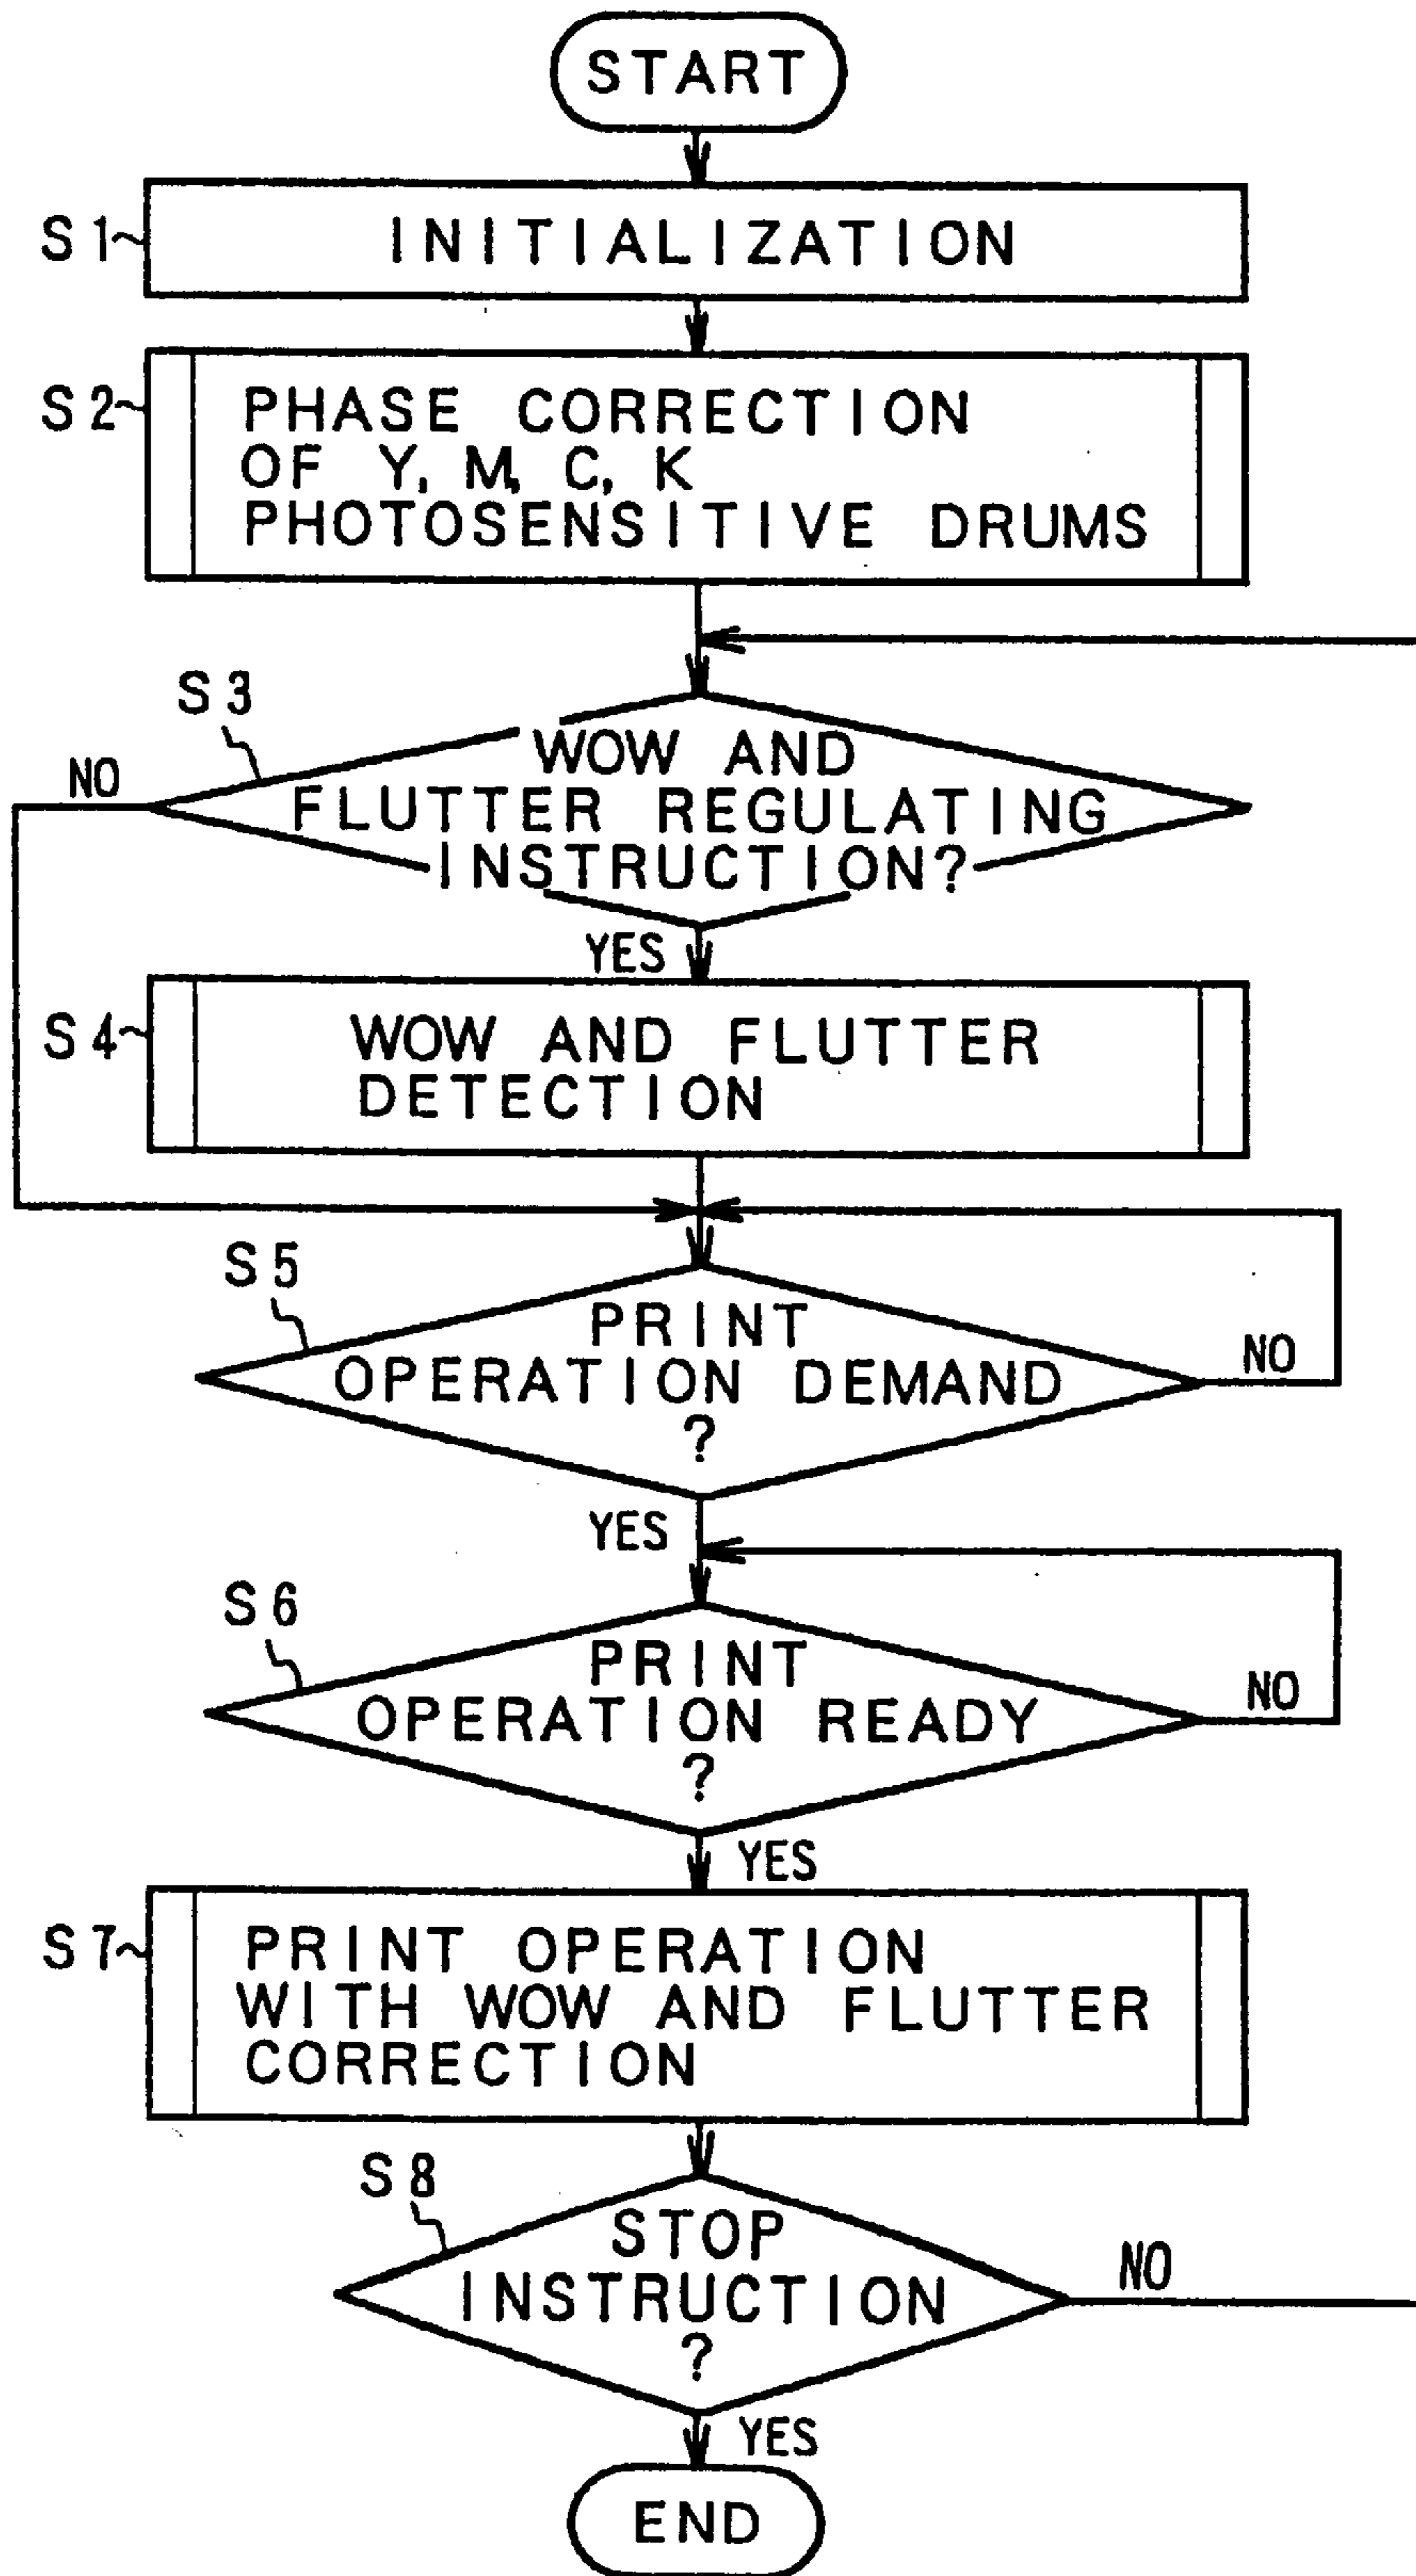 START
S1
INITIALIZATION
S2
PHASE CORRECTION
OF Y, M, C, K
PHOTOSENSITIVE DRUMS
S3
NO
WOW AND
FLUTTER REGULATING
INSTRUCTION?
YES
S4
WOW AND FLUTTER
DETECTION
S5
PRINT
OPERATION DEMAND
?
NO
YES
S6
PRINT
OPERATION READY
?
NO
YES
S7
PRINT OPERATION
WITH WOW AND FLUTTER
CORRECTION
S8
STOP
INSTRUCTION
?
NO
YES
END